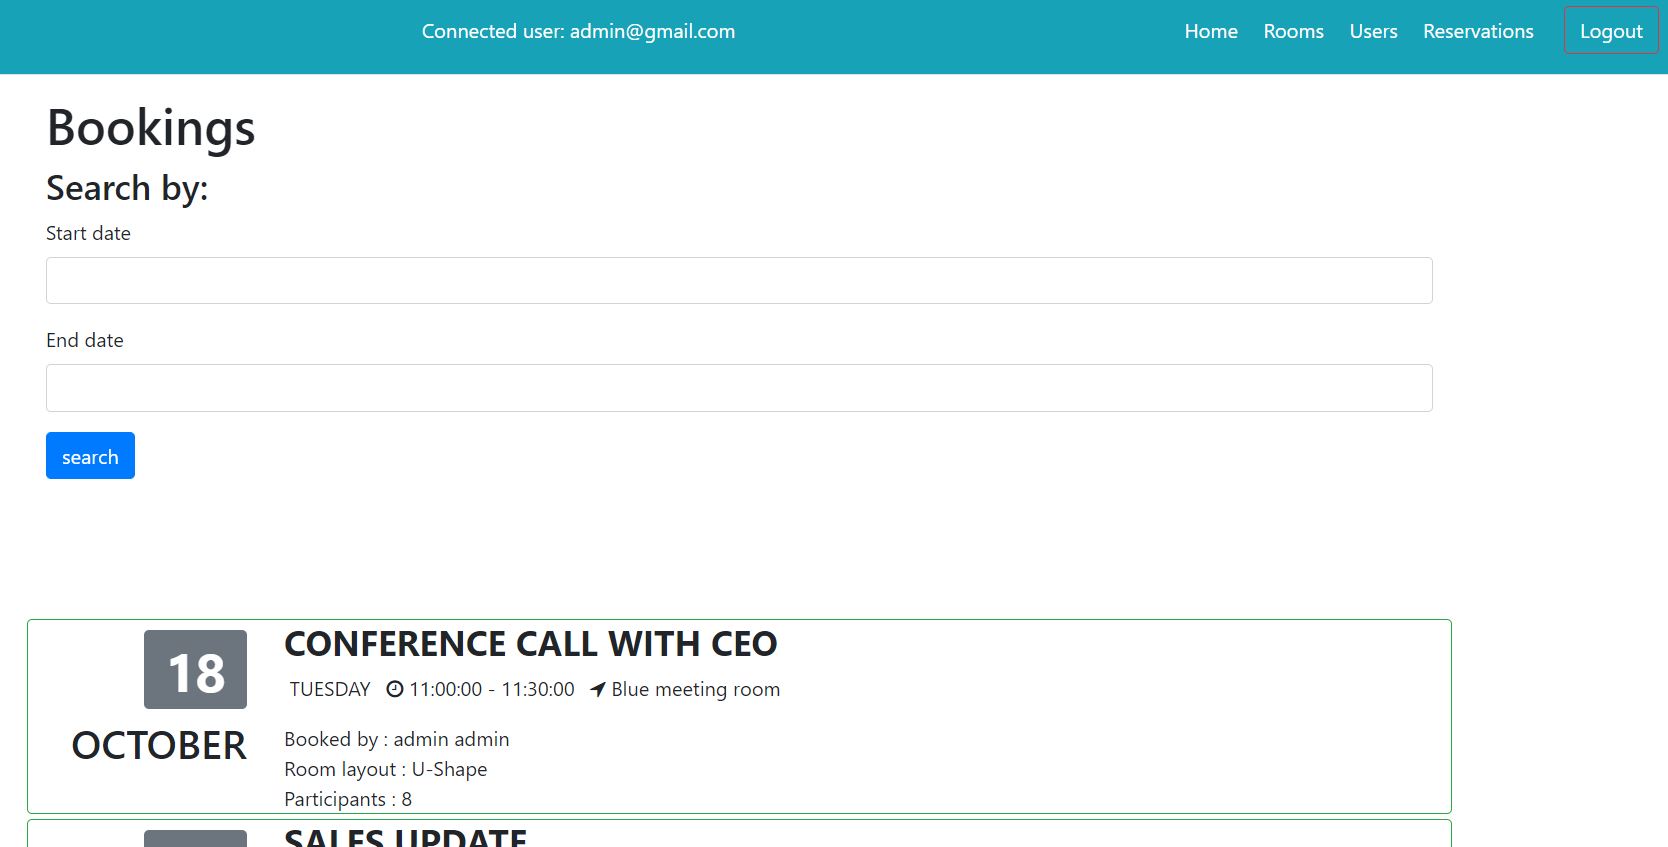 Connected user: admin@gmail.com Home Rooms Users Reservations Logout
Bookings
Search by:
Start date
End date
search
18
OCTOBER
CONFERENCE CALL WITH CEO
TUESDAY 11:00:00 - 11:30:00 Blue meeting room
Booked by : admin admin
Room layout : U-Shape
Participants : 8
SALES UPDATE